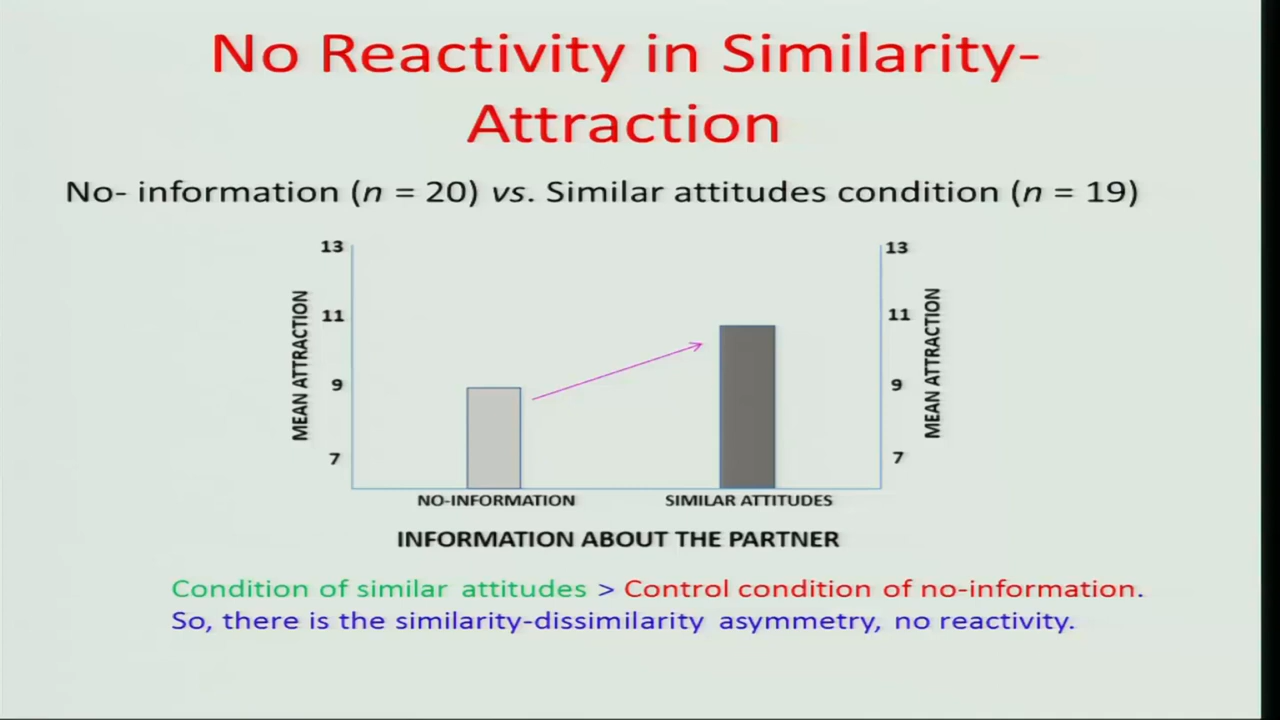 No Reactivity in Similarity-
Attraction
No- information (n = 20) vs. Similar attitudes condition (n = 19)
13
11
9
7
MEAN ATTRACTION
13
11
9
7
MEAN ATTRACTION
NO-INFORMATION
SIMILAR ATTITUDES
INFORMATION ABOUT THE PARTNER
Condition of similar attitudes > Control condition of no-information.
So, there is the similarity-dissimilarity asymmetry, no reactivity.